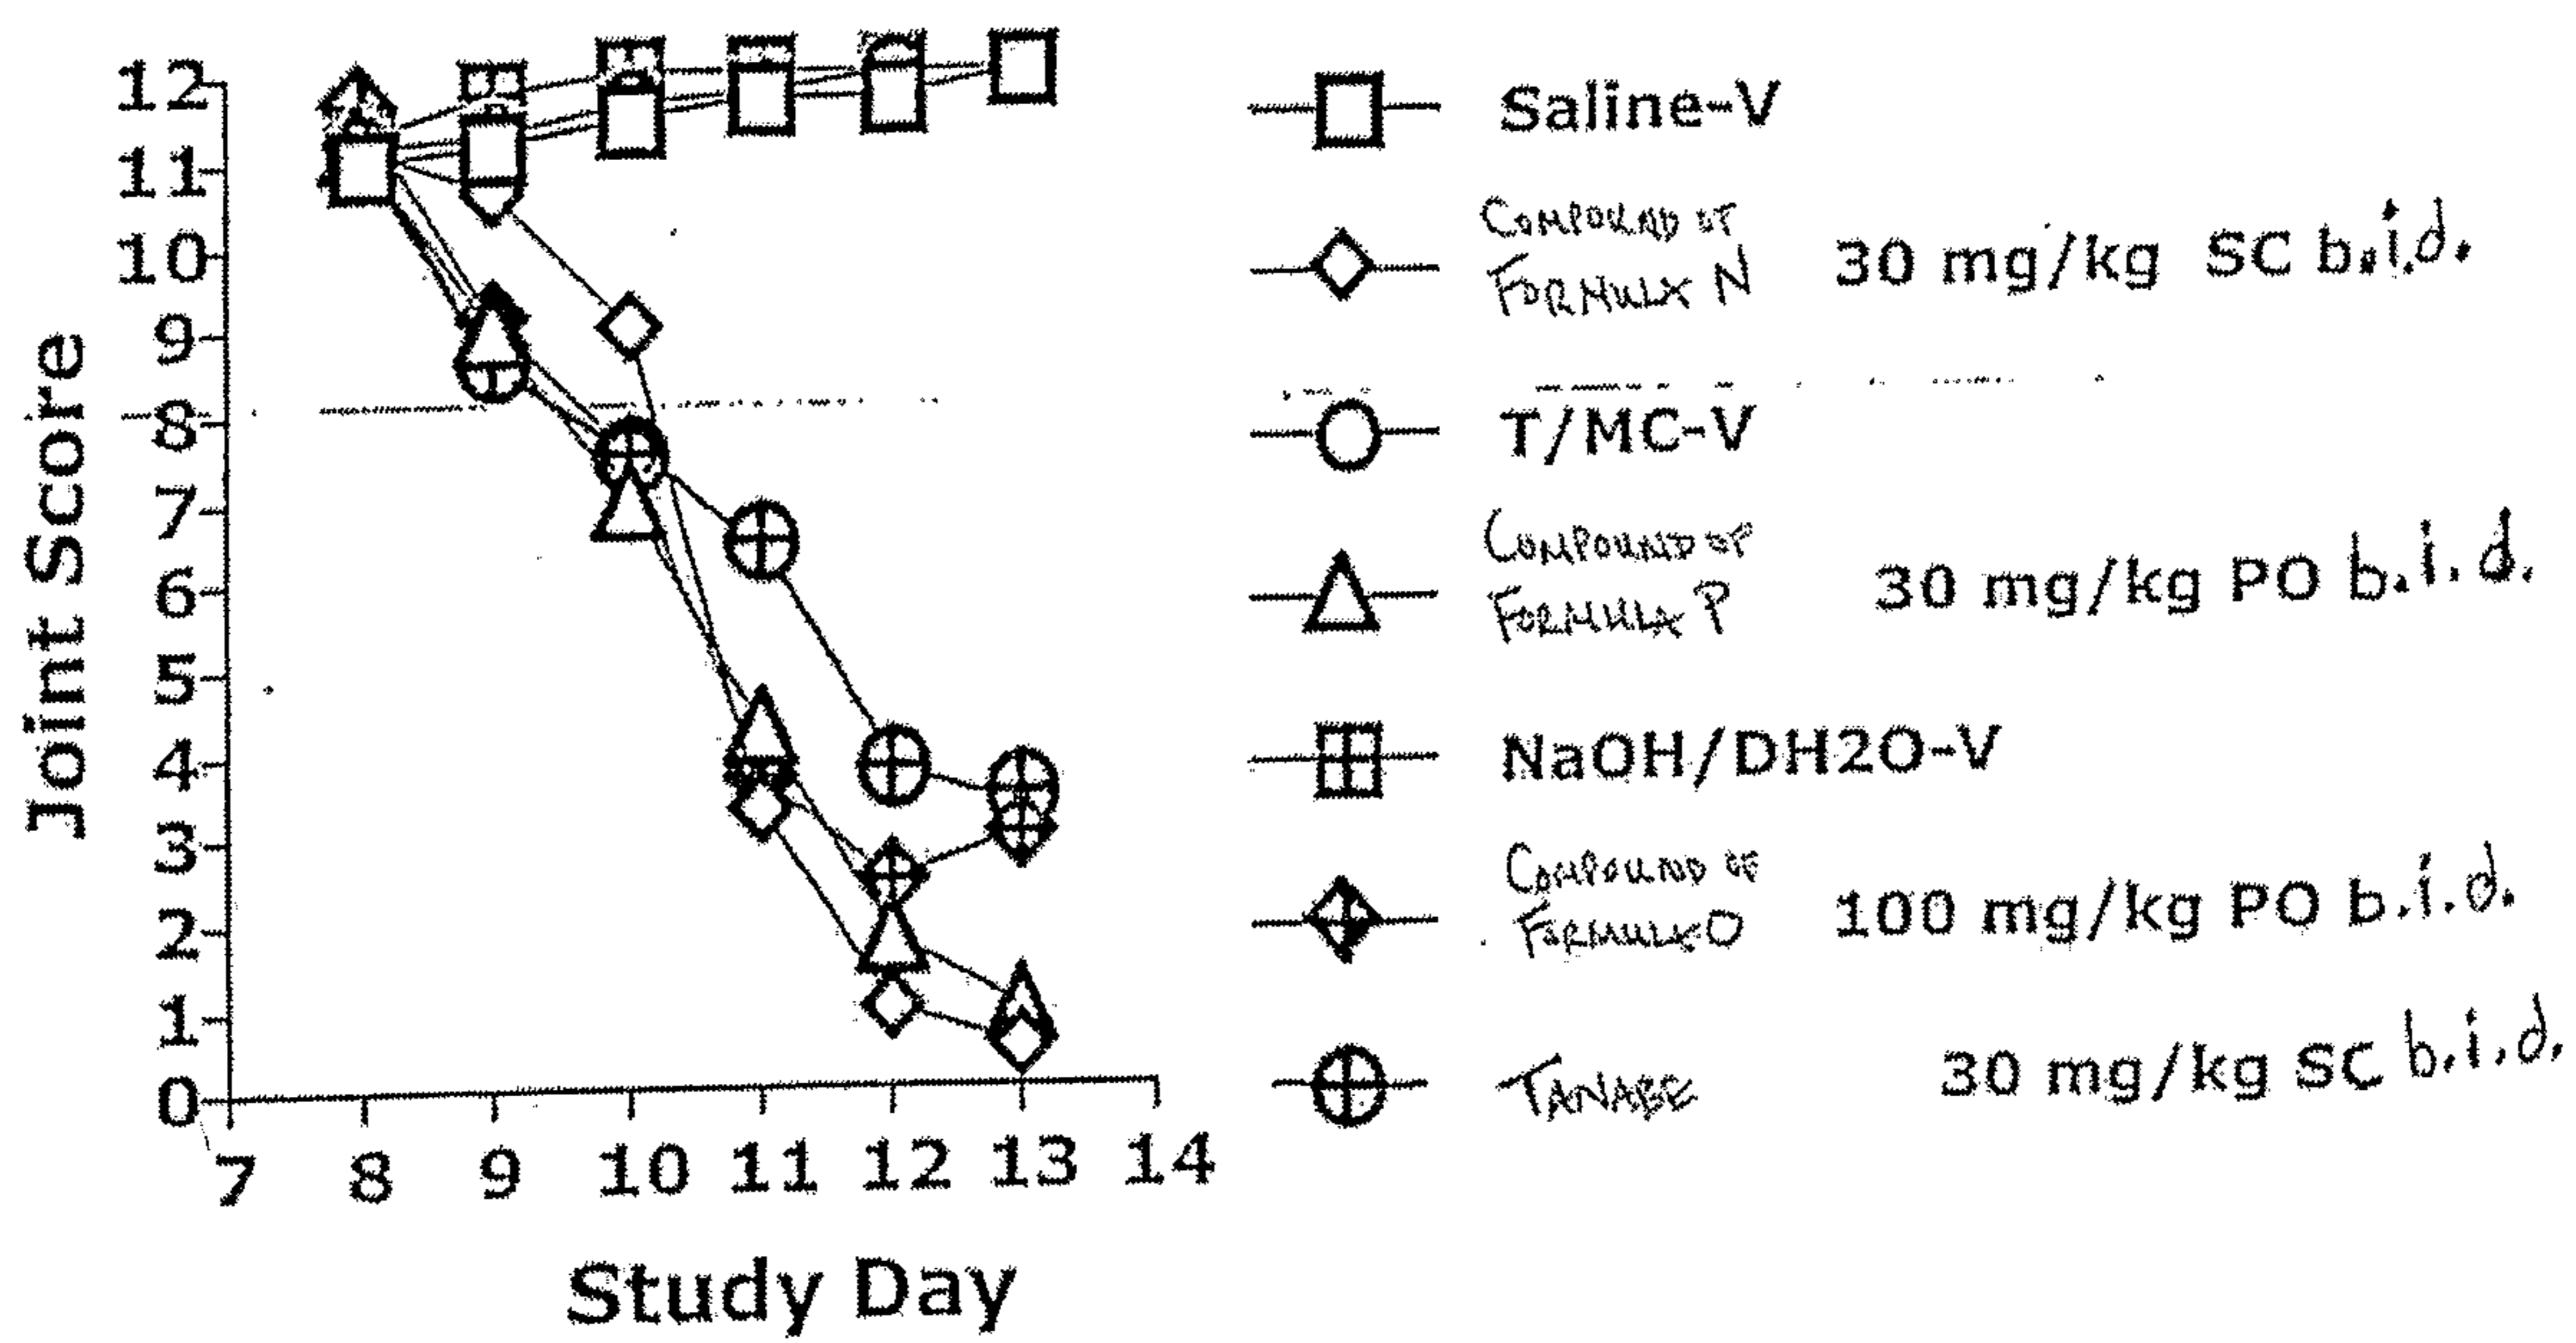 12
11
10
9
8
7
6
5
4
3
2
1
0
Joint Score
7 8 9 10 11 12 13 14
Study Day
Saline-V
COMPOUND OF
FORMULA N 30 mg/kg SC b.i.d.
T/MC-V
COMPOUND OF
FORMULA P 30 mg/kg PO b.i.d.
NaOH/DH2O-V
COMPOUND OF
FORMULA O 100 mg/kg PO b.i.d.
TANABE 30 mg/kg SC b.i.d.